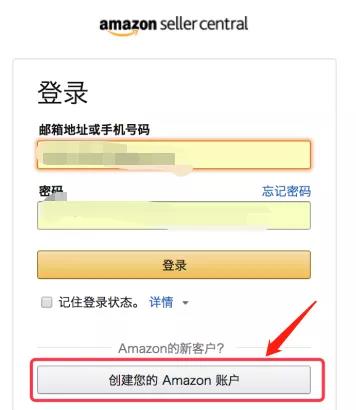 amazon seller central
登录
邮箱地址或手机号码
密码 忘记密码
登录
记住登录状态。 详情
Amazon的新客户?
创建您的 Amazon 账户